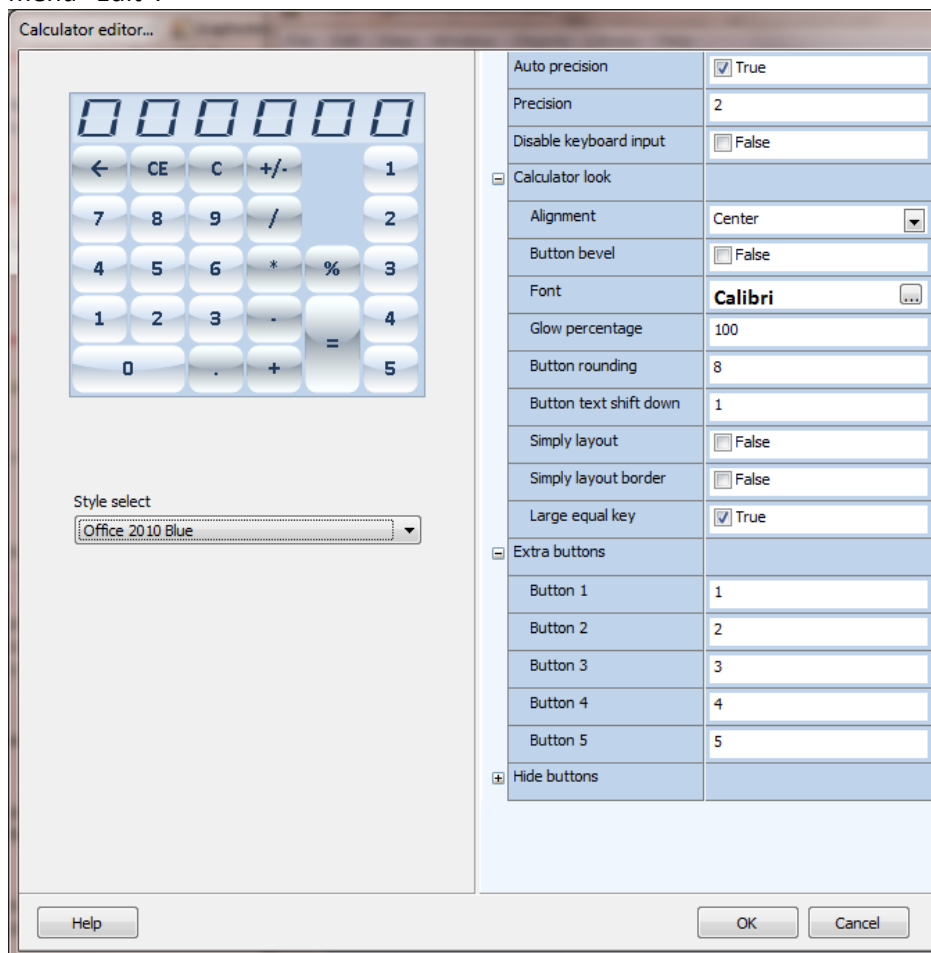 menu "Edit".
Calculator editor...
000000
← CE C +/- 1
7 8 9 / 2
4 5 6 * % 3
1 2 3 - 4
=
0 . + 5
Style select
Office 2010 Blue
Auto precision True
Precision 2
Disable keyboard input False
Calculator look
Alignment Center
Button bevel False
Font Calibri ...
Glow percentage 100
Button rounding 8
Button text shift down 1
Simply layout False
Simply layout border False
Large equal key True
Extra buttons
Button 1 1
Button 2 2
Button 3 3
Button 4 4
Button 5 5
Hide buttons
Help OK Cancel